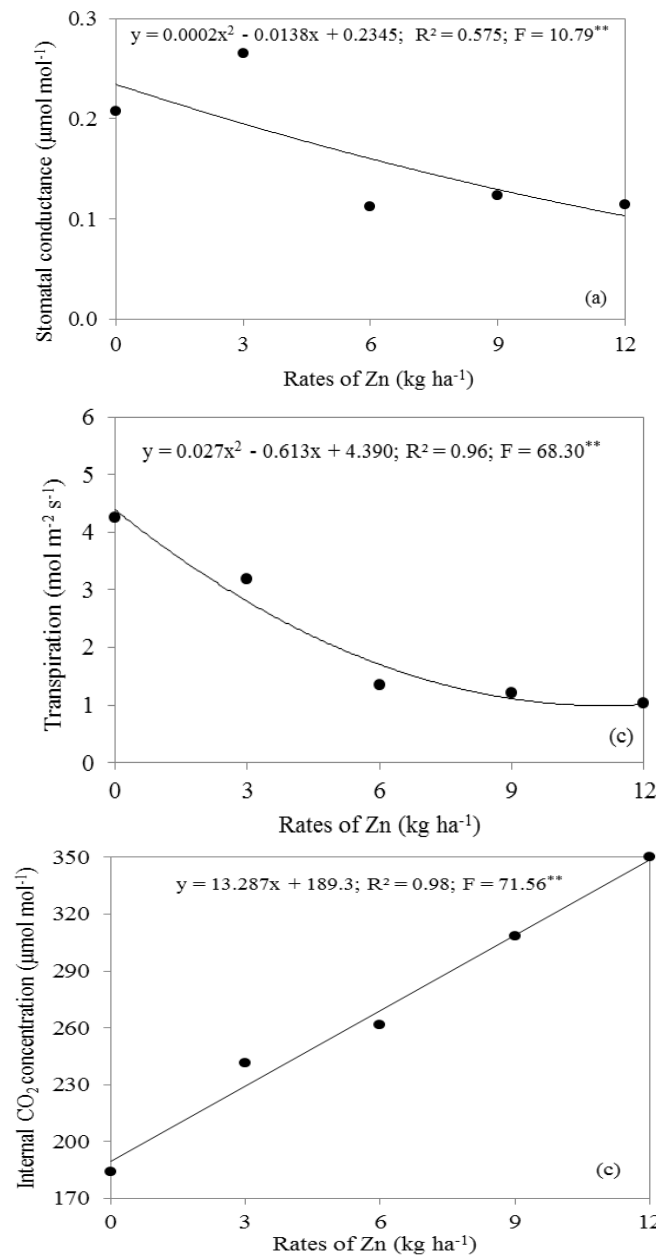 y = 0.0002x² - 0.0138x + 0.2345; R² = 0.575; F = 10.79**
Stomatal conductance (µmol mol⁻¹)
0.3
0.2
0.1
0.0
(a)
0 3 6 9 12
Rates of Zn (kg ha⁻¹)
y = 0.027x² - 0.613x + 4.390; R² = 0.96; F = 68.30**
Transpiration (mol m⁻² s⁻¹)
6
5
4
3
2
1
0
(c)
0 3 6 9 12
Rates of Zn (kg ha⁻¹)
y = 13.287x + 189.3; R² = 0.98; F = 71.56**
Internal CO₂ concentration (µmol mol⁻¹)
350
330
310
290
260
230
200
170
(c)
0 3 6 9 12
Rates of Zn (kg ha⁻¹)